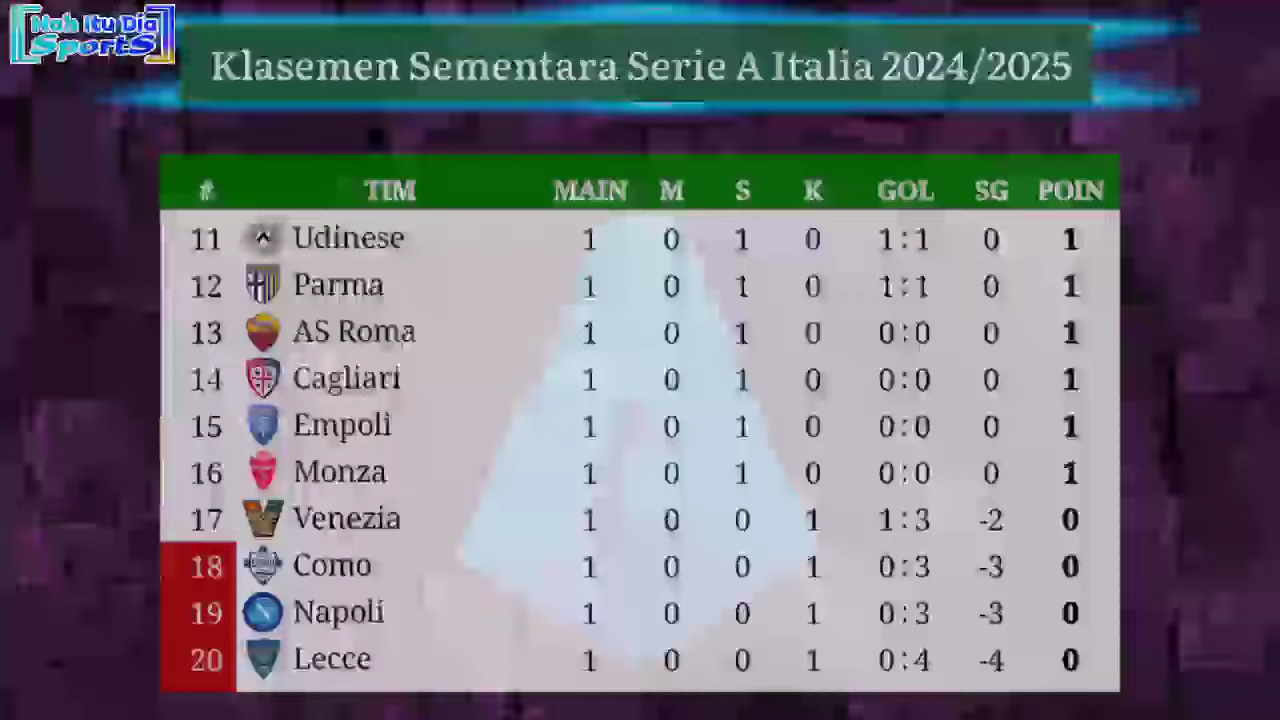 Nah Itu Dia
Sports
Klasemen Sementara Serie A Italia 2024/2025
# TIM MAIN M S K GOL SG POIN
11 Udinese 1 0 1 0 1:1 0 1
12 Parma 1 0 1 0 1:1 0 1
13 AS Roma 1 0 1 0 0:0 0 1
14 Cagliari 1 0 1 0 0:0 0 1
15 Empoli 1 0 1 0 0:0 0 1
16 Monza 1 0 1 0 0:0 0 1
17 Venezia 1 0 0 1 1:3 -2 0
18 Como 1 0 0 1 0:3 -3 0
19 Napoli 1 0 0 1 0:3 -3 0
20 Lecce 1 0 0 1 0:4 -4 0